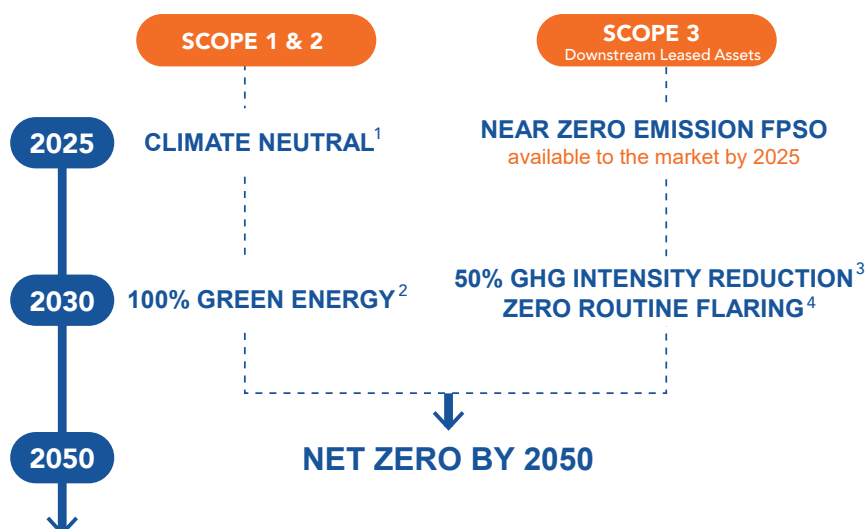 SCOPE 1 & 2
SCOPE 3
Downstream Leased Assets
2025
CLIMATE NEUTRAL¹
NEAR ZERO EMISSION FPSO
available to the market by 2025
2030
100% GREEN ENERGY²
50% GHG INTENSITY REDUCTION³
ZERO ROUTINE FLARING⁴
2050
NET ZERO BY 2050